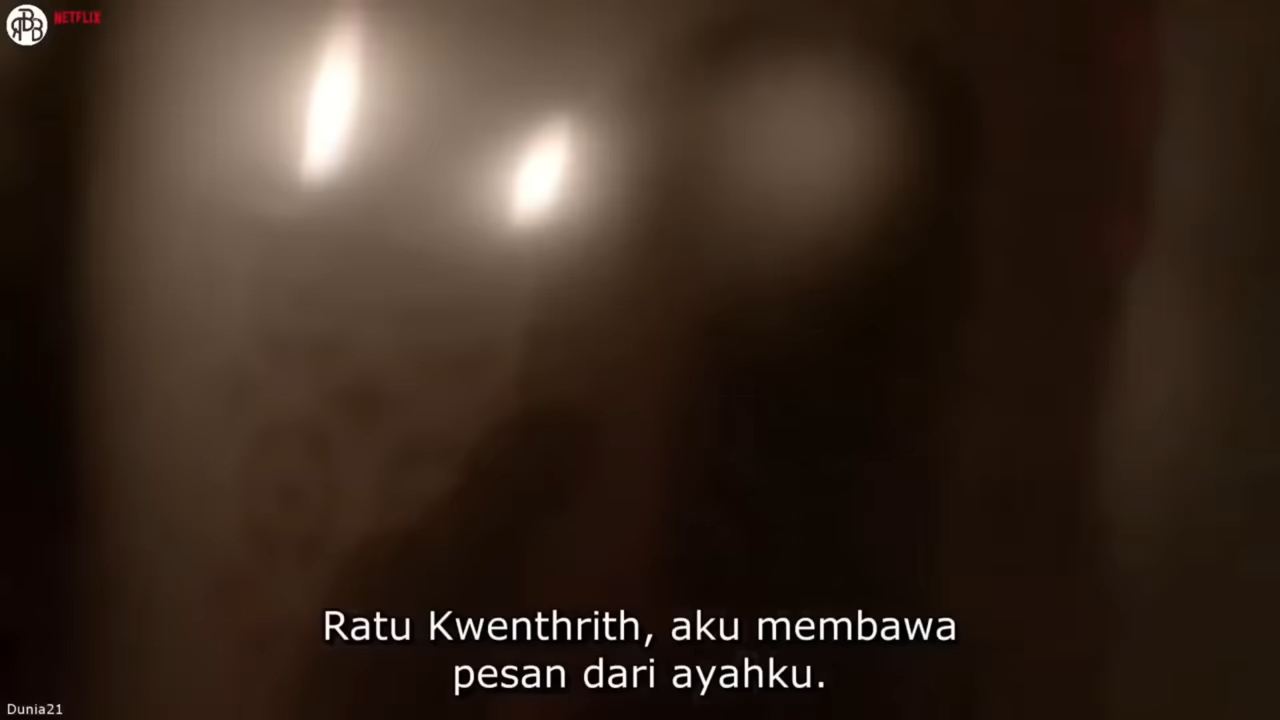 NETFLIX
Ratu Kwenthrith, aku membawa
pesan dari ayahku.
Dunia21